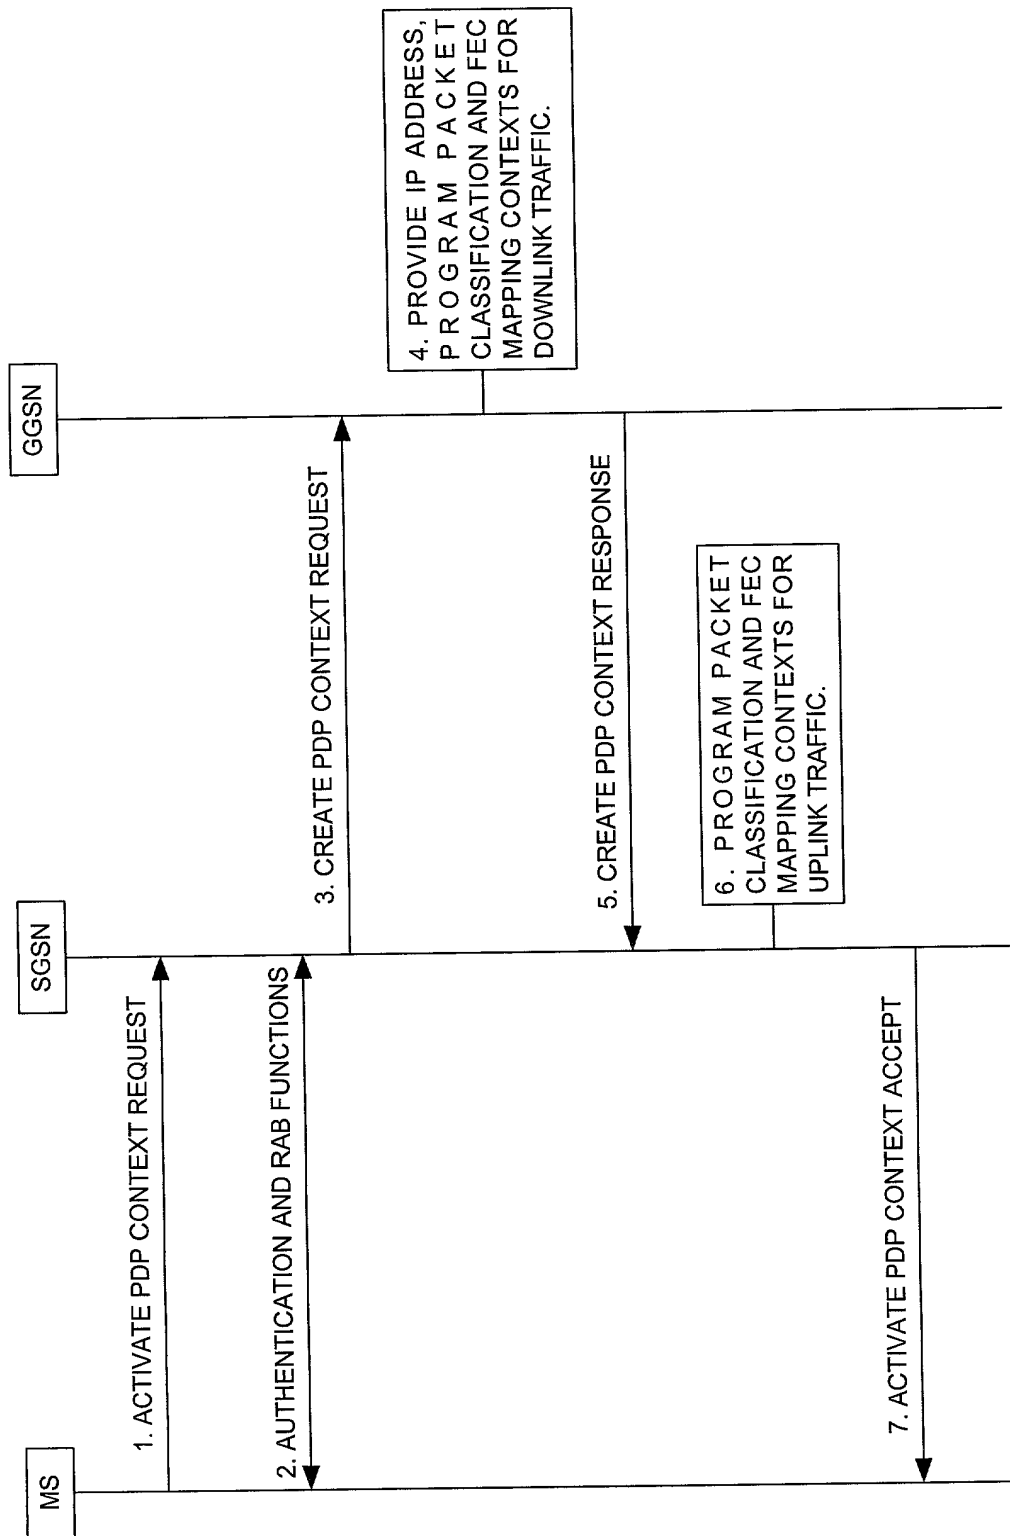 MS
SGSN
GGSN
1. ACTIVATE PDP CONTEXT REQUEST
2. AUTHENTICATION AND RAB FUNCTIONS
3. CREATE PDP CONTEXT REQUEST
4. PROVIDE IP ADDRESS,
PROGRAM PACKET
CLASSIFICATION AND FEC
MAPPING CONTEXTS FOR
DOWNLINK TRAFFIC.
5. CREATE PDP CONTEXT RESPONSE
6. PROGRAM PACKET
CLASSIFICATION AND FEC
MAPPING CONTEXTS FOR
UPLINK TRAFFIC.
7. ACTIVATE PDP CONTEXT ACCEPT